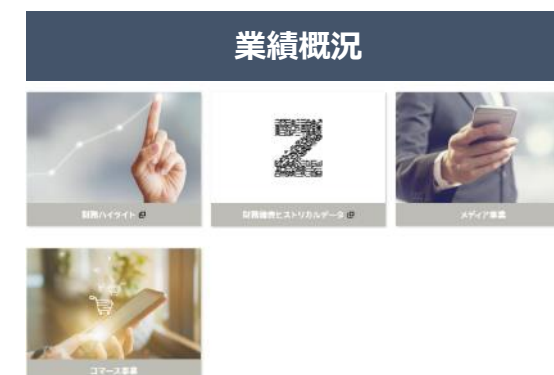 業績概況
財務ハイライト
財務諸表ヒストリカルデータ
メディア事業
コマース事業